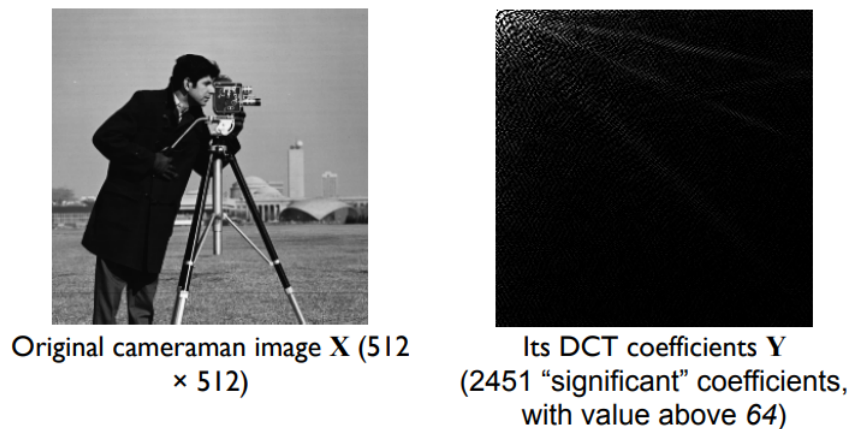 Original cameraman image X (512
× 512)
Its DCT coefficients Y
(2451 “significant” coefficients,
with value above 64)